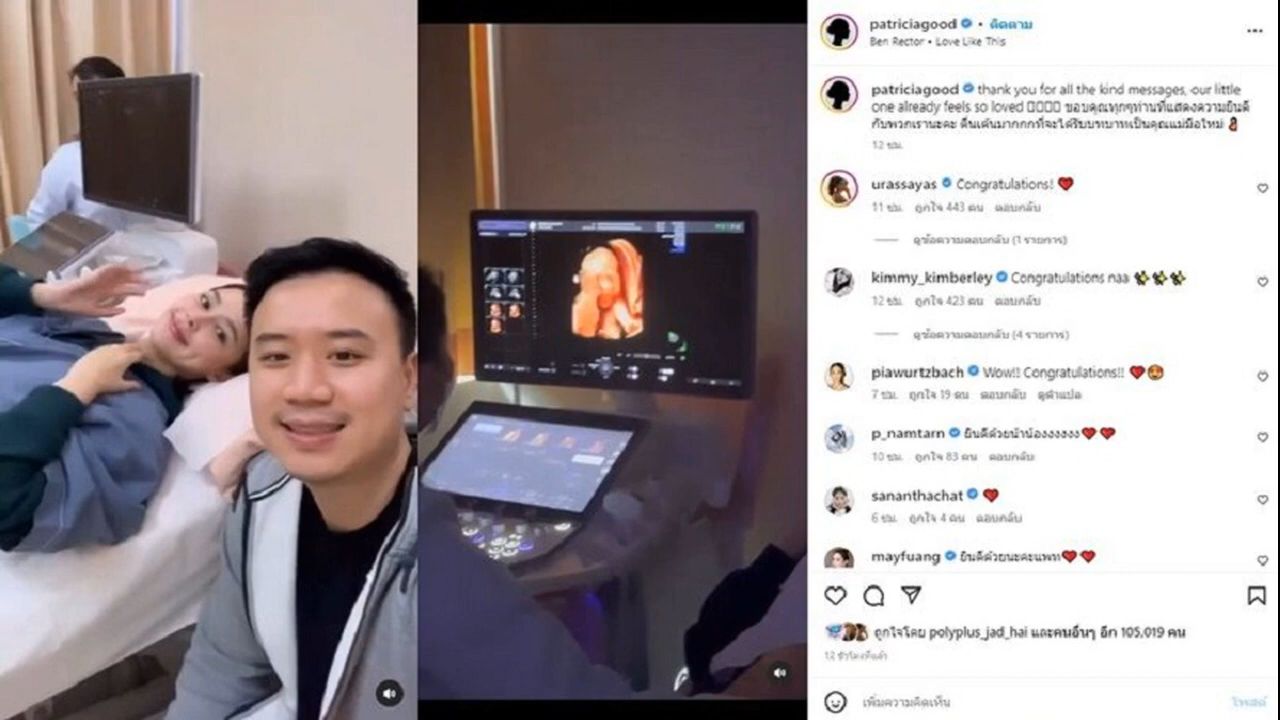 patriciagood • ติดตาม
Ben Rector • Love Like This
patriciagood thank you for all the kind messages, our little
one already feels so loved ขอบคุณทุกๆท่านที่แสดงความยินดี
กับพวกเรานะคะ ตื่นเต้นมากกกที่จะได้รับบทบาทเป็นคุณแม่มือใหม่
12 ชม.
urassayas Congratulations!
11 ชม. ถูกใจ 443 คน ตอบกลับ
ดูข้อความตอบกลับ (1 รายการ)
kimmy_kimberley Congratulations naa
12 ชม. ถูกใจ 423 คน ตอบกลับ
ดูข้อความตอบกลับ (4 รายการ)
piawurtzbach Wow!! Congratulations!!
7 ชม. ถูกใจ 19 คน ตอบกลับ ดูคำแปล
p_namtarn ยินดีด้วยน้าน้องงงงงง
10 ชม. ถูกใจ 83 คน ตอบกลับ
sananthachat
6 ชม. ถูกใจ 4 คน ตอบกลับ
mayfuang ยินดีด้วยนะคะแพท
ถูกใจโดย polyplus_jad_hai และคนอื่นๆ อีก 105,019 คน
12 ชั่วโมงที่แล้ว
เพิ่มความคิดเห็น
โพสต์